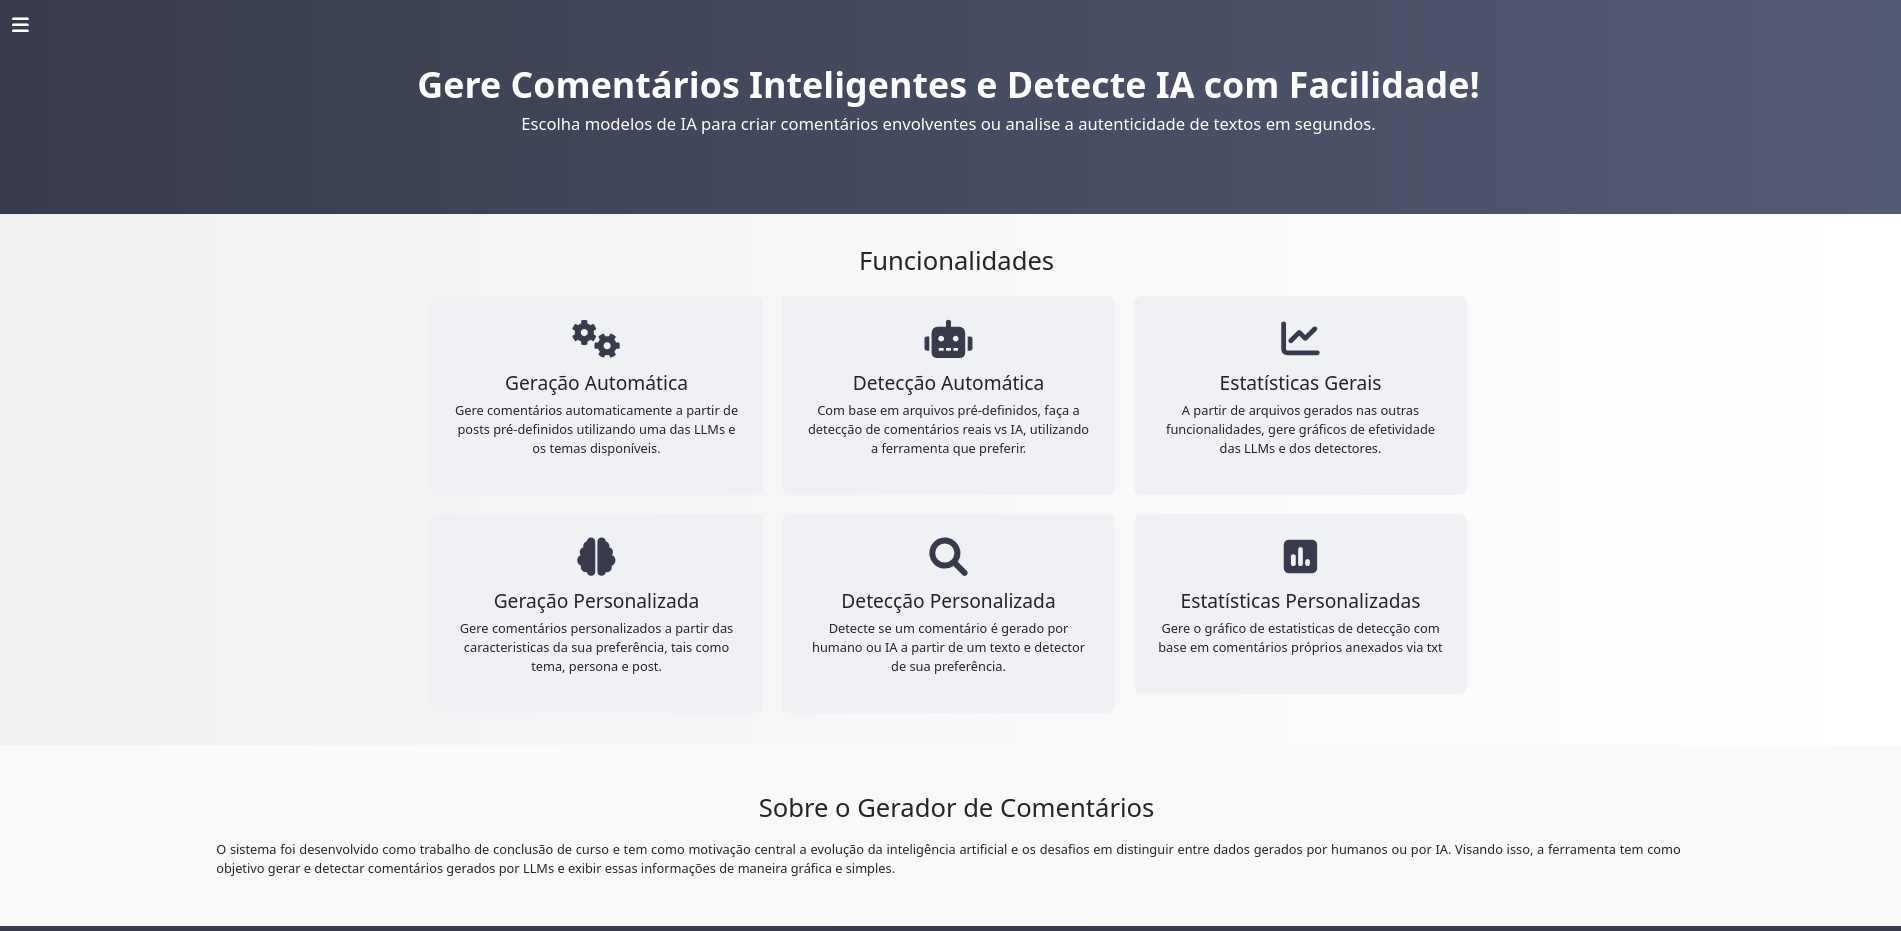 Gere Comentários Inteligentes e Detecte IA com Facilidade!
Escolha modelos de IA para criar comentários envolventes ou analise a autenticidade de textos em segundos.
Funcionalidades
Geração Automática
Gere comentários automaticamente a partir de
posts pré-definidos utilizando uma das LLMs e
os temas disponíveis.
Detecção Automática
Com base em arquivos pré-definidos, faça a
detecção de comentários reais vs IA, utilizando
a ferramenta que preferir.
Estatísticas Gerais
A partir de arquivos gerados nas outras
funcionalidades, gere gráficos de efetividade
das LLMs e dos detectores.
Geração Personalizada
Gere comentários personalizados a partir das
caracteristicas da sua preferência, tais como
tema, persona e post.
Detecção Personalizada
Detecte se um comentário é gerado por
humano ou IA a partir de um texto e detector
de sua preferência.
Estatísticas Personalizadas
Gere o gráfico de estatisticas de detecção com
base em comentários próprios anexados via txt
Sobre o Gerador de Comentários
O sistema foi desenvolvido como trabalho de conclusão de curso e tem como motivação central a evolução da inteligência artificial e os desafios em distinguir entre dados gerados por humanos ou por IA. Visando isso, a ferramenta tem como
objetivo gerar e detectar comentários gerados por LLMs e exibir essas informações de maneira gráfica e simples.